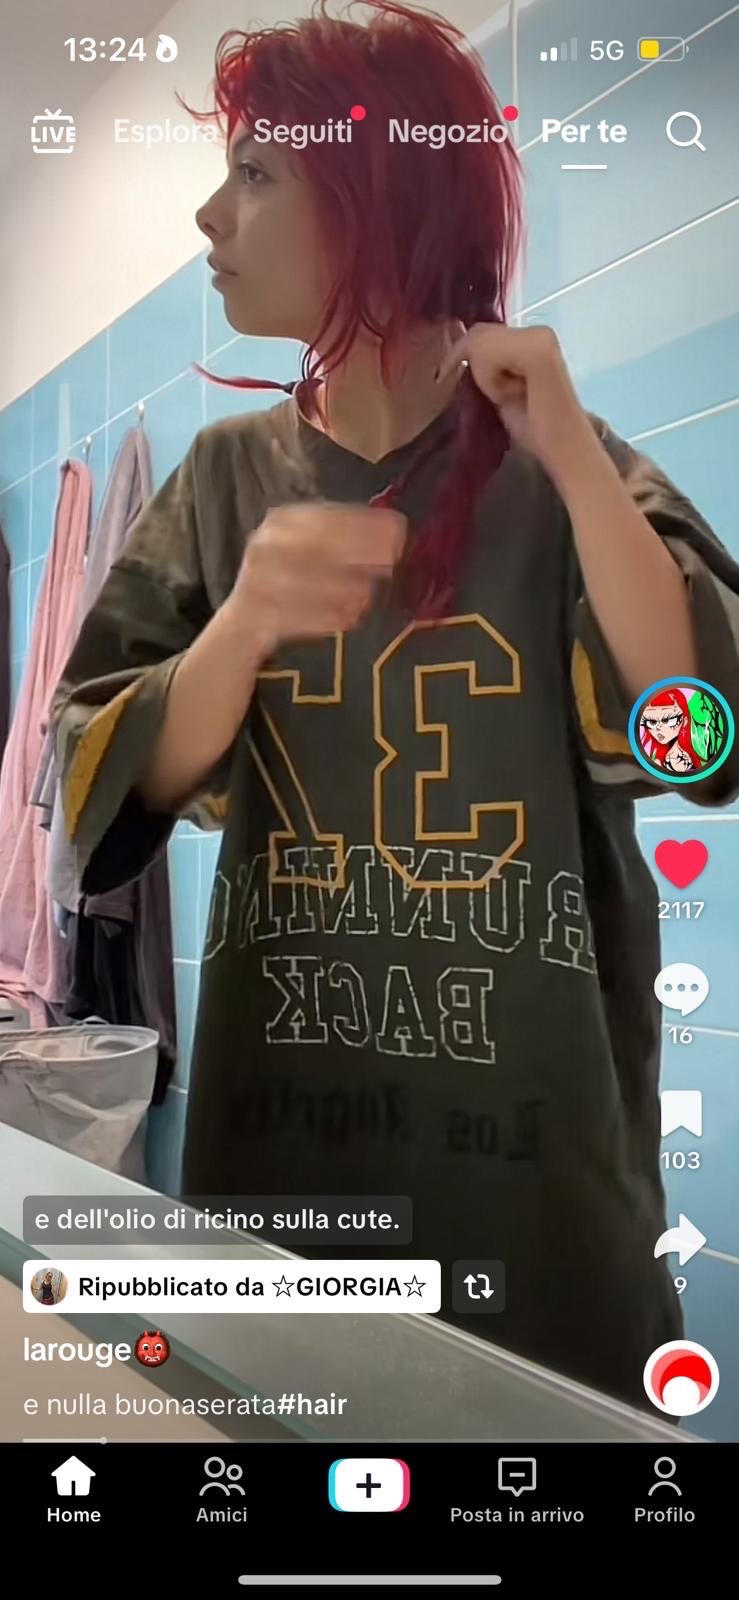 13:24
5G
LIVE
Esplora Seguiti Negozio Per te
37
RUNNING
BACK
Los Angeles
2117
16
103
e dell'olio di ricino sulla cute.
Ripubblicato da ☆GIORGIA☆
9
larouge👹
e nulla buonaserata#hair
Home Amici Posta in arrivo Profilo